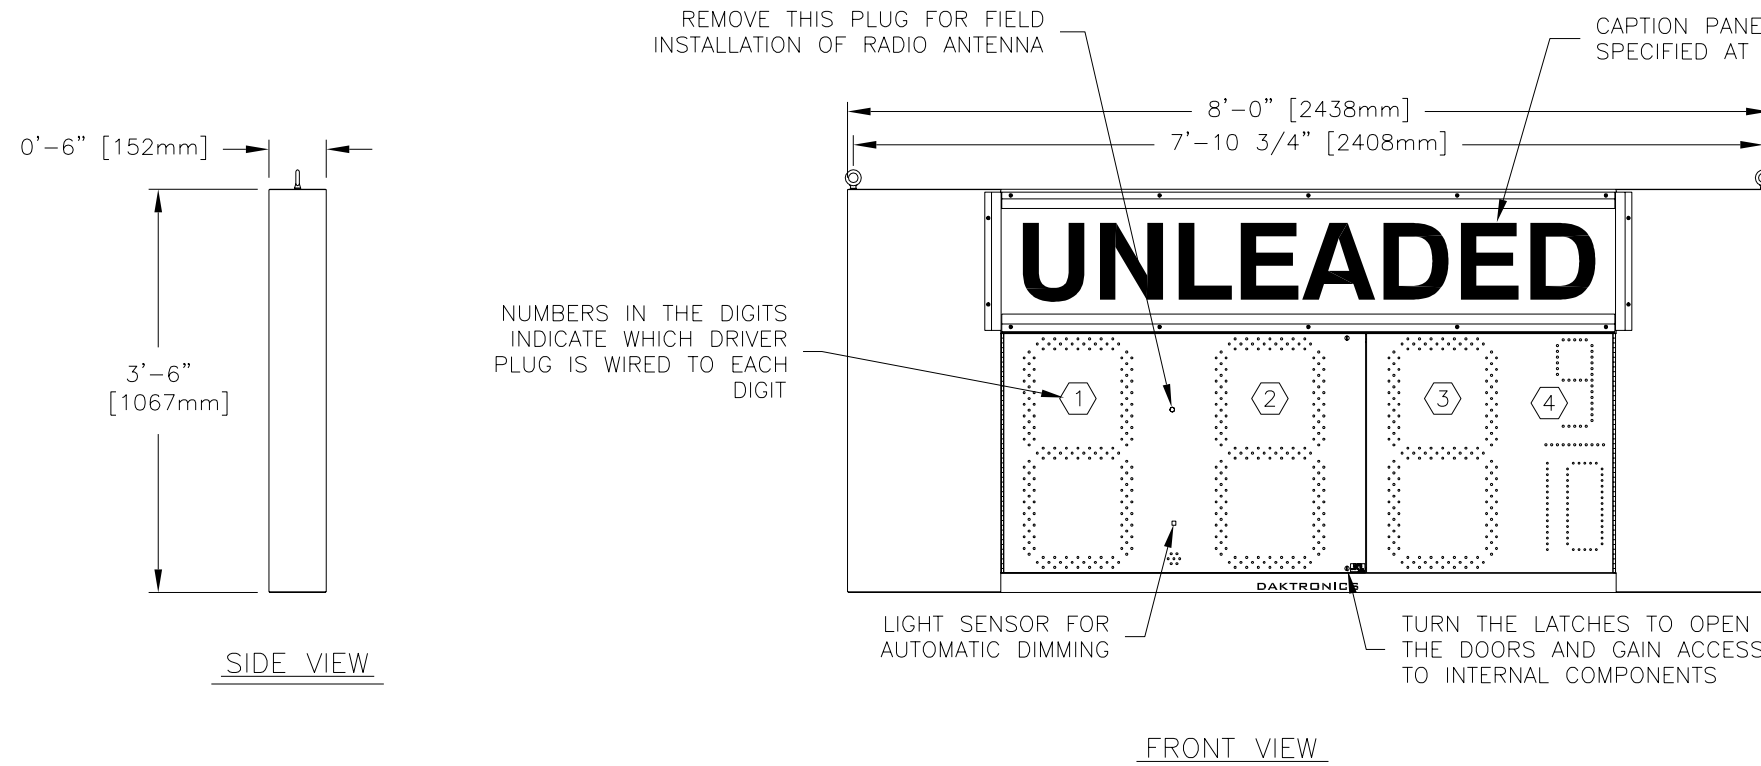 REMOVE THIS PLUG FOR FIELD
INSTALLATION OF RADIO ANTENNA
CAPTION PANE
SPECIFIED AT
8'-0" [2438mm]
7'-10 3/4" [2408mm]
0'-6" [152mm]
3'-6"
[1067mm]
UNLEADED
NUMBERS IN THE DIGITS
INDICATE WHICH DRIVER
PLUG IS WIRED TO EACH
DIGIT
1
2
3
4
DAKTRONICS
LIGHT SENSOR FOR
AUTOMATIC DIMMING
TURN THE LATCHES TO OPEN
THE DOORS AND GAIN ACCESS
TO INTERNAL COMPONENTS
SIDE VIEW
FRONT VIEW